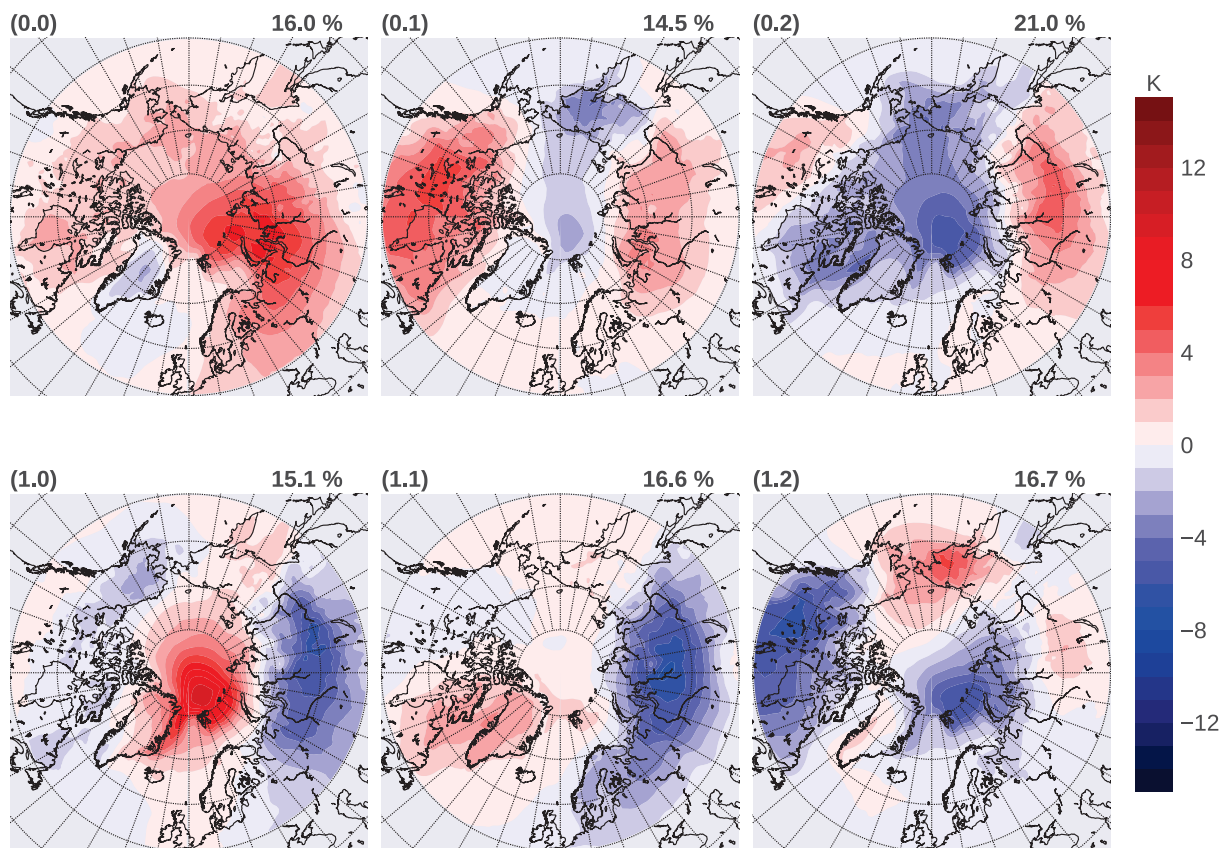 (0.0) 16.0 % (0.1) 14.5 % (0.2) 21.0 %
K
12
8
4
0
−4
−8
−12
(1.0) 15.1 % (1.1) 16.6 % (1.2) 16.7 %